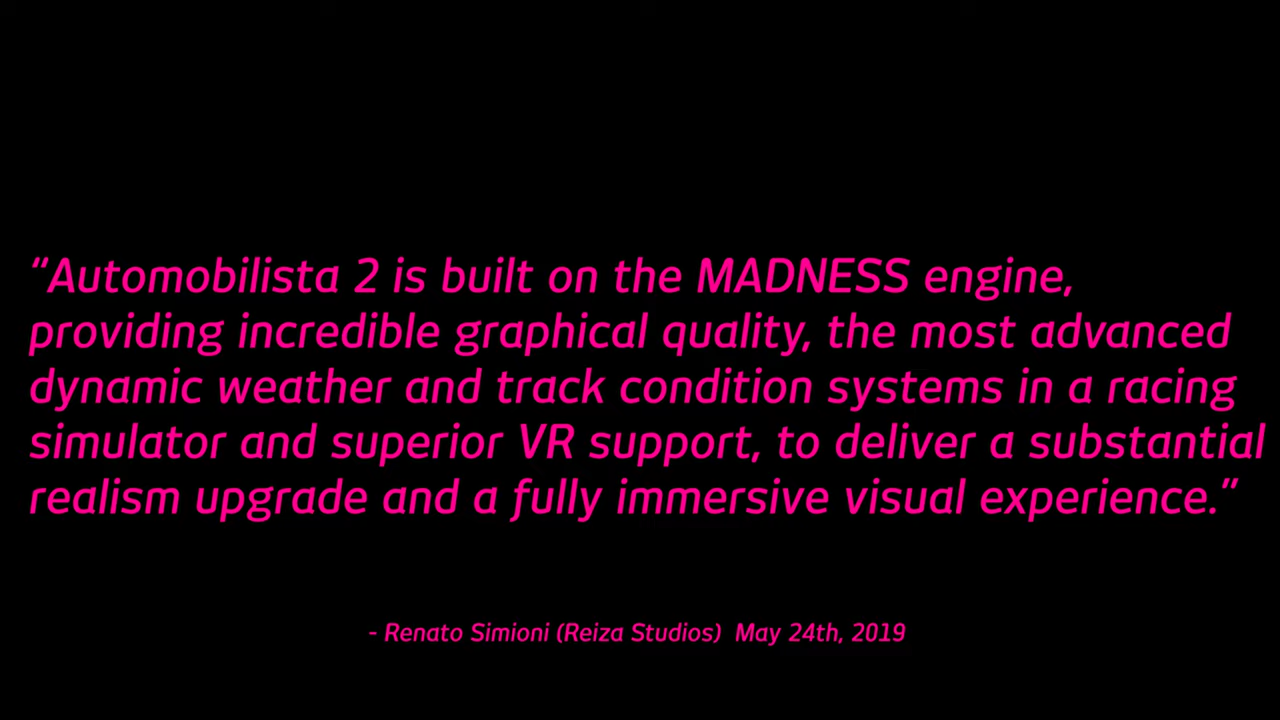 “Automobilista 2 is built on the MADNESS engine,
providing incredible graphical quality, the most advanced
dynamic weather and track condition systems in a racing
simulator and superior VR support, to deliver a substantial
realism upgrade and a fully immersive visual experience.”
- Renato Simioni (Reiza Studios)  May 24th, 2019